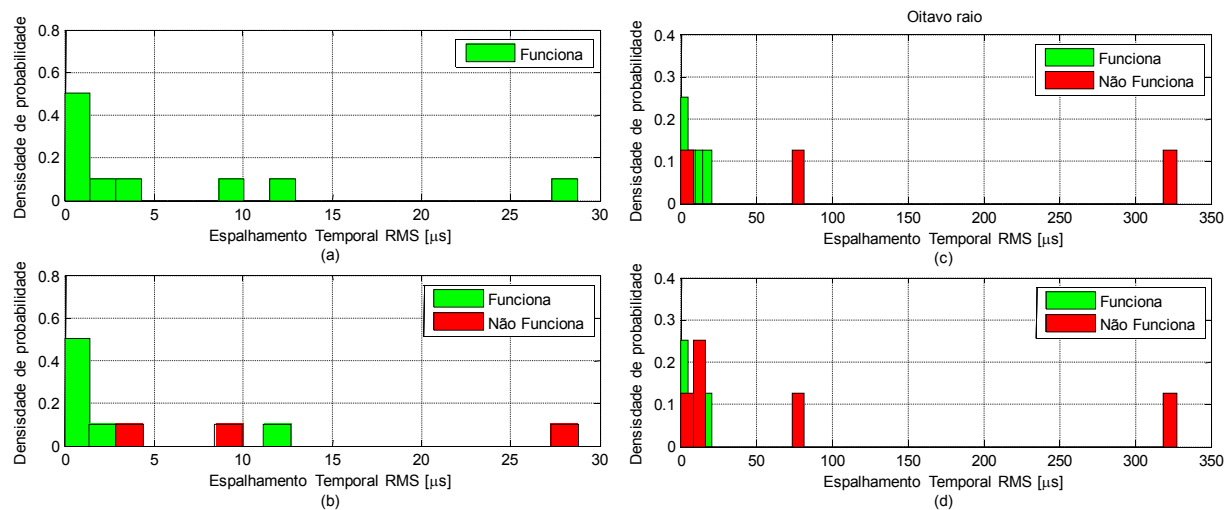 Densisdade de probabilidade
0.8
0.6
0.4
0.2
0
0 5 10 15 20 25 30
Funciona
Espalhamento Temporal RMS [μs]
(a)
Densisdade de probabilidade
0.8
0.6
0.4
0.2
0
0 5 10 15 20 25 30
Funciona
Não Funciona
Espalhamento Temporal RMS [μs]
(b)
Oitavo raio
Densisdade de probabilidade
0.4
0.3
0.2
0.1
0
0 50 100 150 200 250 300 350
Funciona
Não Funciona
Espalhamento Temporal RMS [μs]
(c)
Densisdade de probabilidade
0.4
0.3
0.2
0.1
0
0 50 100 150 200 250 300 350
Funciona
Não Funciona
Espalhamento Temporal RMS [μs]
(d)